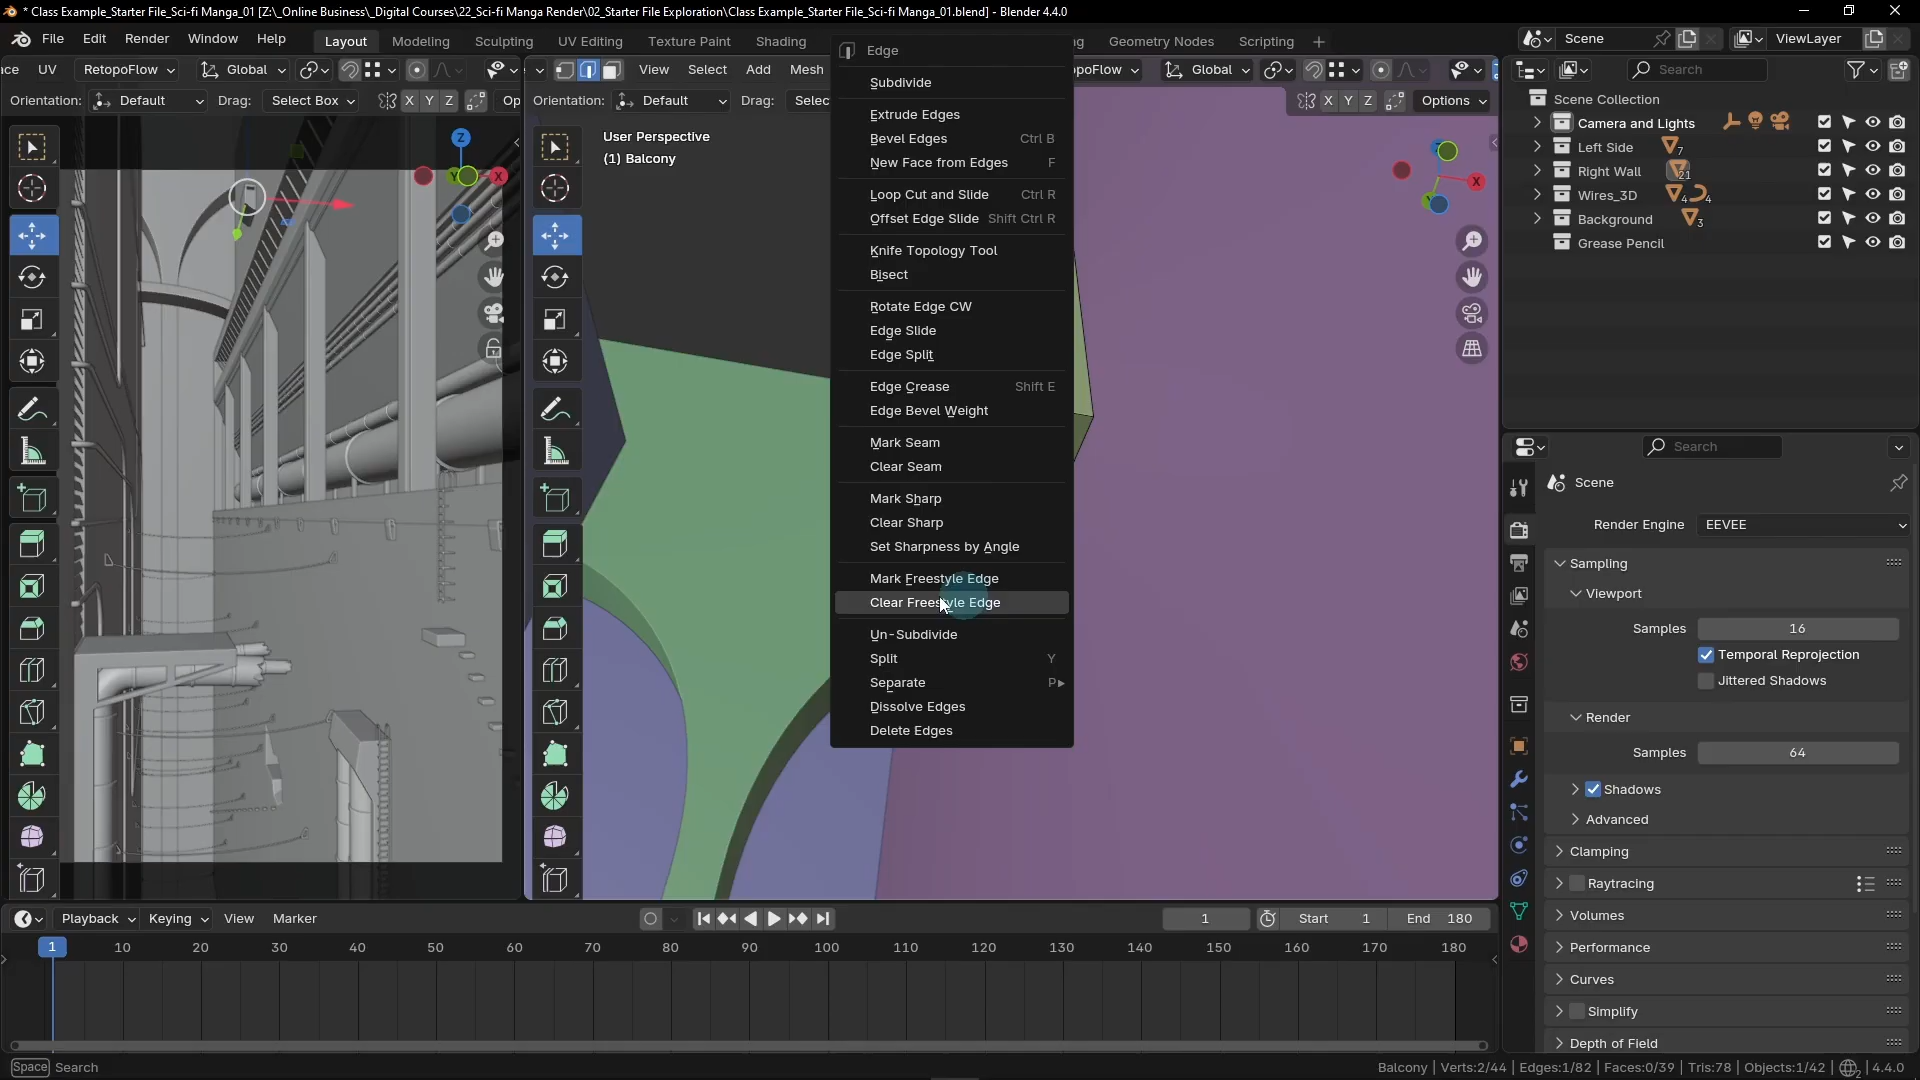 * Class Example_Starter File_Sci-fi Manga_01 [Z:\_Online Business\_Digital Courses\22_Sci-fi Manga Render\02_Starter File Exploration\Class Example_Starter File_Sci-fi Manga_01.blend] - Blender 4.4.0
File Edit Render Window Help Layout Modeling Sculpting UV Editing Texture Paint Shading Geometry Nodes Scripting + Scene ViewLayer
UV RetopoFlow Global View Select Add Mesh Global Search
Orientation: Default Drag: Select Box X Y Z Orientation: Default Drag: X Y Z Options
User Perspective
(1) Balcony
Z
Y X
X
Edge
Subdivide
Extrude Edges
Bevel Edges Ctrl B
New Face from Edges F
Loop Cut and Slide Ctrl R
Offset Edge Slide Shift Ctrl R
Knife Topology Tool
Bisect
Rotate Edge CW
Edge Slide
Edge Split
Edge Crease Shift E
Edge Bevel Weight
Mark Seam
Clear Seam
Mark Sharp
Clear Sharp
Set Sharpness by Angle
Mark Freestyle Edge
Clear Freestyle Edge
Un-Subdivide
Split Y
Separate P
Dissolve Edges
Delete Edges
Scene Collection
Camera and Lights
Left Side 7
Right Wall 21
Wires_3D 4 4
Background 3
Grease Pencil
Search
Scene
Render Engine EEVEE
Sampling
Viewport
Samples 16
Temporal Reprojection
Jittered Shadows
Render
Samples 64
Shadows
Advanced
Clamping
Raytracing
Volumes
Performance
Curves
Simplify
Depth of Field
Playback Keying View Marker 1 Start 1 End 180
1 10 20 30 40 50 60 70 80 90 100 110 120 130 140 150 160 170 180
Space Search Balcony | Verts:2/44 | Edges:1/82 | Faces:0/39 | Tris:78 | Objects:1/42 | 2 | 4.4.0